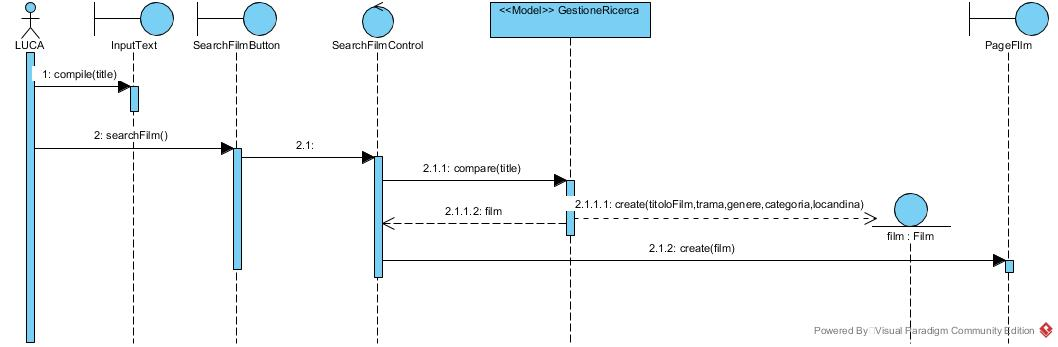 <<Model>> GestioneRicerca
LUCA
InputText
SearchFilmButton
SearchFilmControl
PageFIlm
1: compile(title)
2: searchFilm()
2.1:
2.1.1: compare(title)
2.1.1.1: create(titoloFilm,trama,genere,categoria,locandina)
2.1.1.2: film
film : Film
2.1.2: create(film)
Powered By Visual Paradigm Community Edition